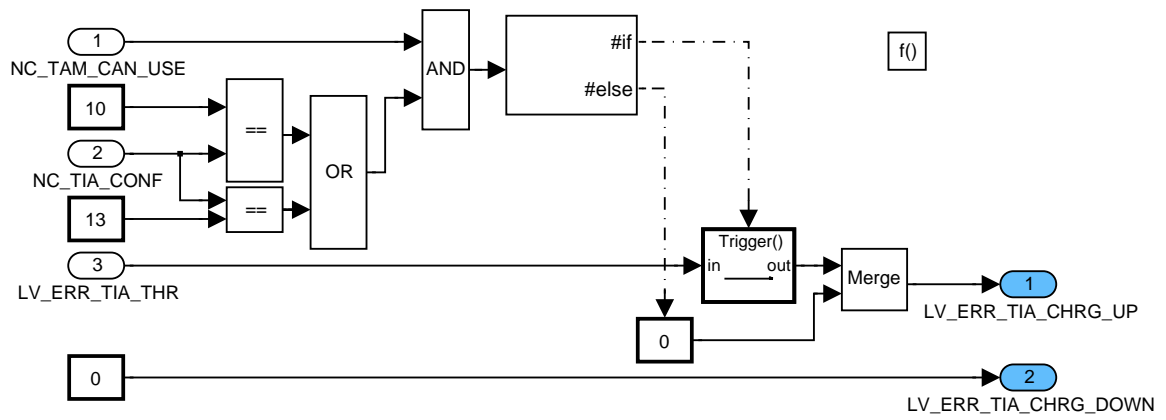 1
NC_TAM_CAN_USE
10
==
2
NC_TIA_CONF
13
==
OR
AND
#if
#else
f()
3
LV_ERR_TIA_THR
Trigger()
in out
Merge
0
1
LV_ERR_TIA_CHRG_UP
0
2
LV_ERR_TIA_CHRG_DOWN